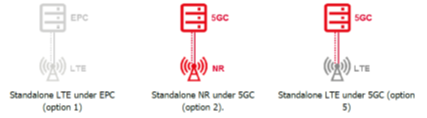 EPC
5GC
5GC
LTE
NR
LTE
Standalone LTE under EPC
(option 1)
Standalone NR under 5GC
(option 2).
Standalone LTE under 5GC (option
5)